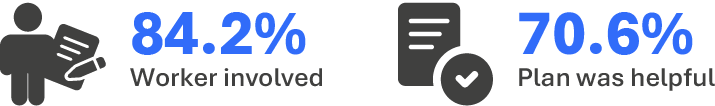 84.2%
Worker involved
70.6%
Plan was helpful